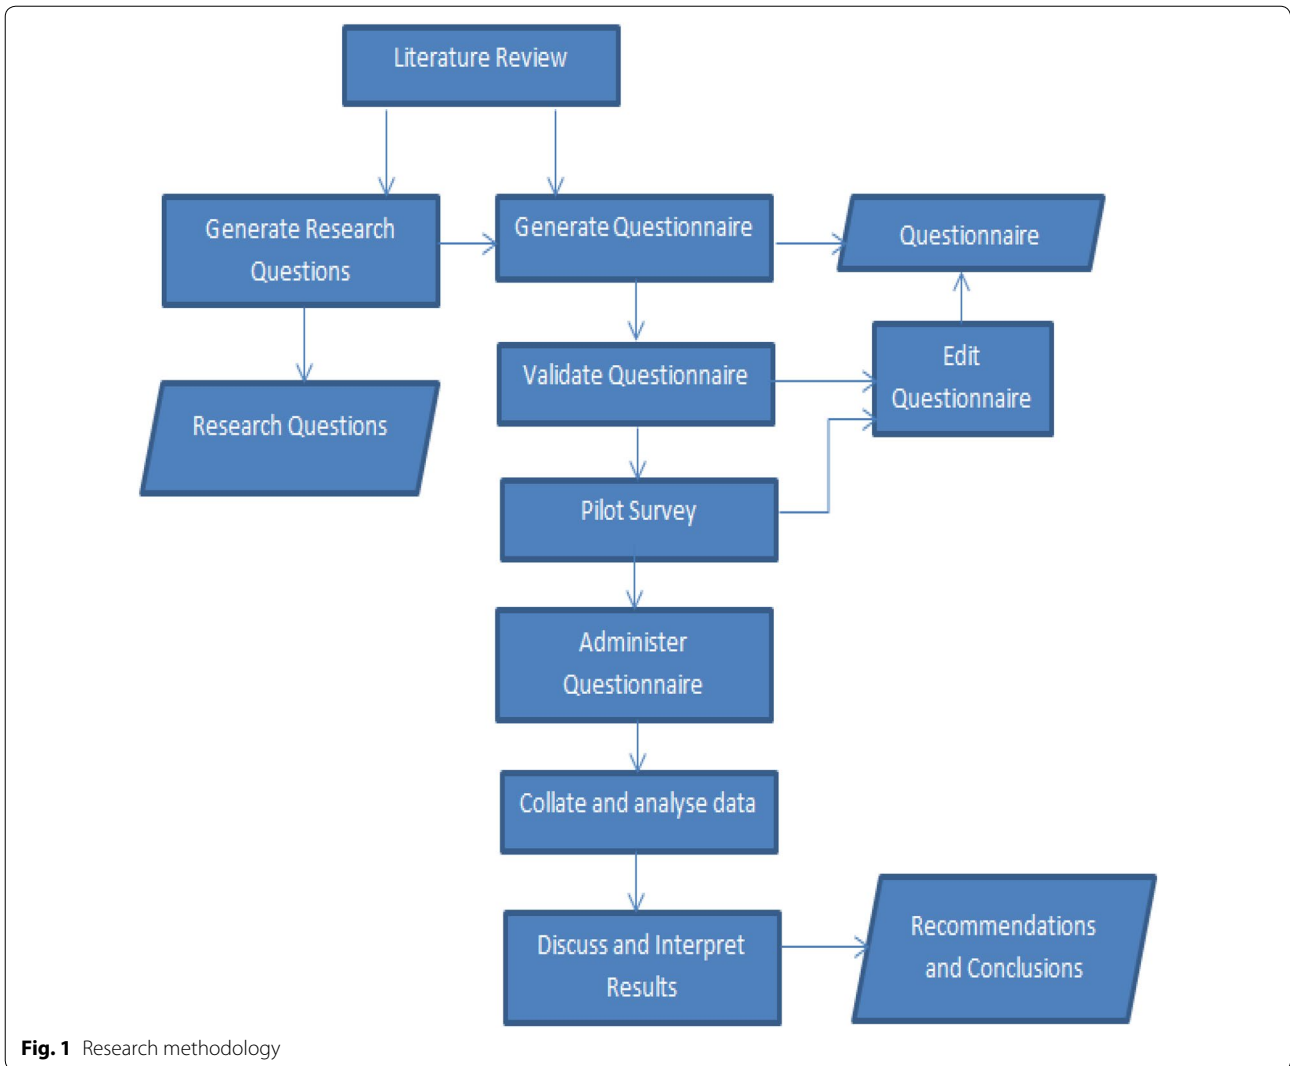 Literature Review
Generate Research
Questions
Generate Questionnaire
Questionnaire
Validate Questionnaire
Edit
Questionnaire
Research Questions
Pilot Survey
Administer
Questionnaire
Collate and analyse data
Discuss and Interpret
Results
Recommendations
and Conclusions
Fig. 1 Research methodology